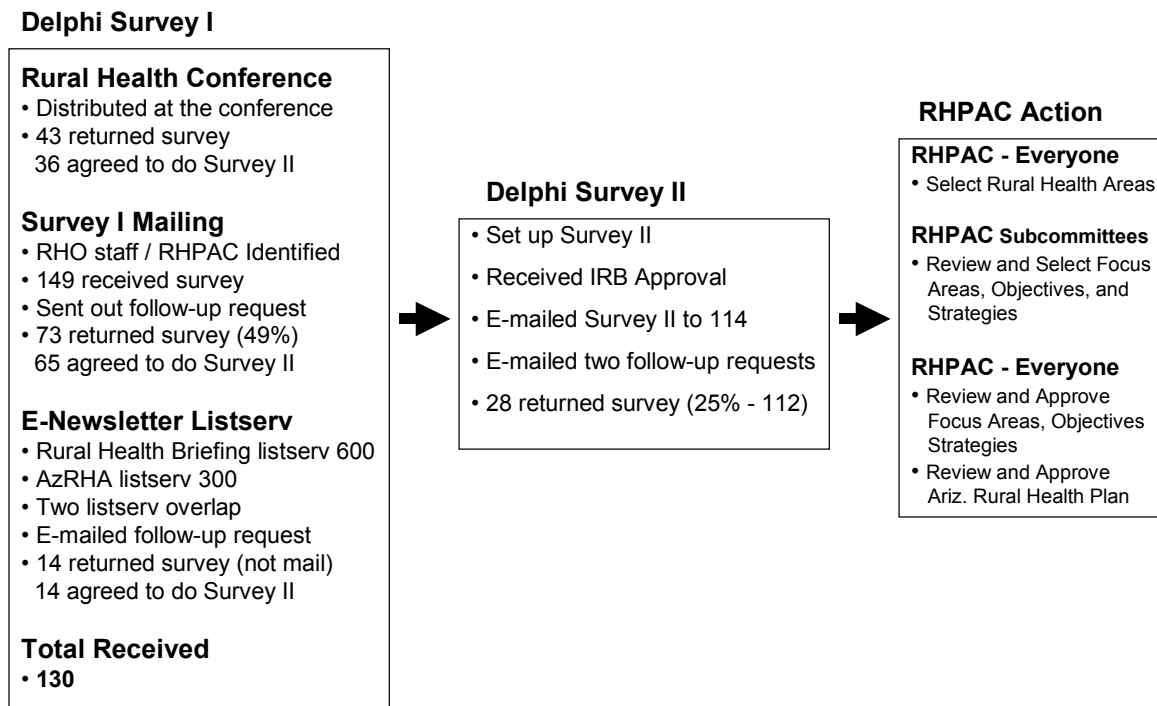 Delphi Survey I
Rural Health Conference
• Distributed at the conference
• 43 returned survey
36 agreed to do Survey II
Survey I Mailing
• RHO staff / RHPAC Identified
• 149 received survey
• Sent out follow-up request
• 73 returned survey (49%)
65 agreed to do Survey II
E-Newsletter Listserv
• Rural Health Briefing listserv 600
• AzRHA listserv 300
• Two listserv overlap
• E-mailed follow-up request
• 14 returned survey (not mail)
14 agreed to do Survey II
Total Received
• 130
Delphi Survey II
• Set up Survey II
• Received IRB Approval
• E-mailed Survey II to 114
• E-mailed two follow-up requests
• 28 returned survey (25% - 112)
RHPAC Action
RHPAC - Everyone
• Select Rural Health Areas
RHPAC Subcommittees
• Review and Select Focus
Areas, Objectives, and
Strategies
RHPAC - Everyone
• Review and Approve
Focus Areas, Objectives
Strategies
• Review and Approve
Ariz. Rural Health Plan